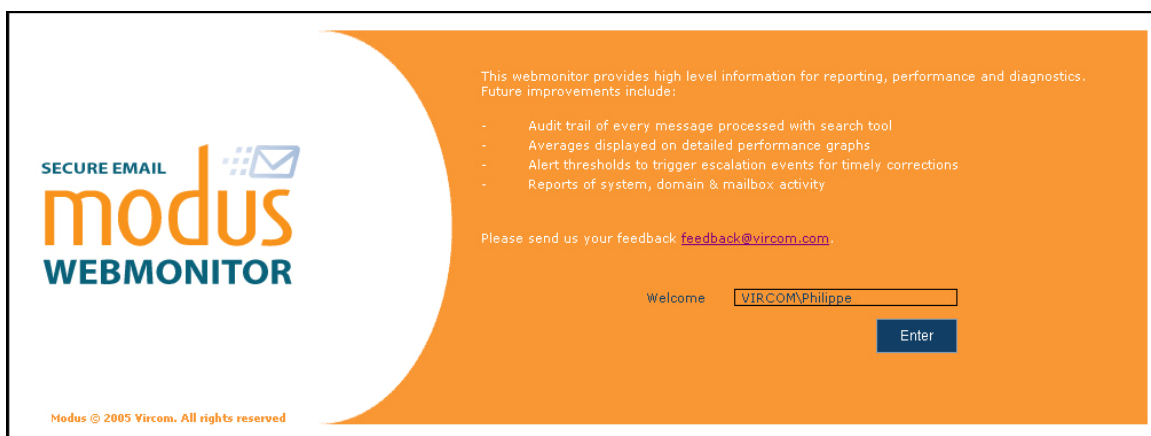 SECURE EMAIL
modus
WEBMONITOR
Modus © 2005 Vircom. All rights reserved
This webmonitor provides high level information for reporting, performance and diagnostics.
Future improvements include:
- Audit trail of every message processed with search tool
- Averages displayed on detailed performance graphs
- Alert thresholds to trigger escalation events for timely corrections
- Reports of system, domain & mailbox activity
Please send us your feedback feedback@vircom.com.
Welcome VIRCOM\Philippe
Enter